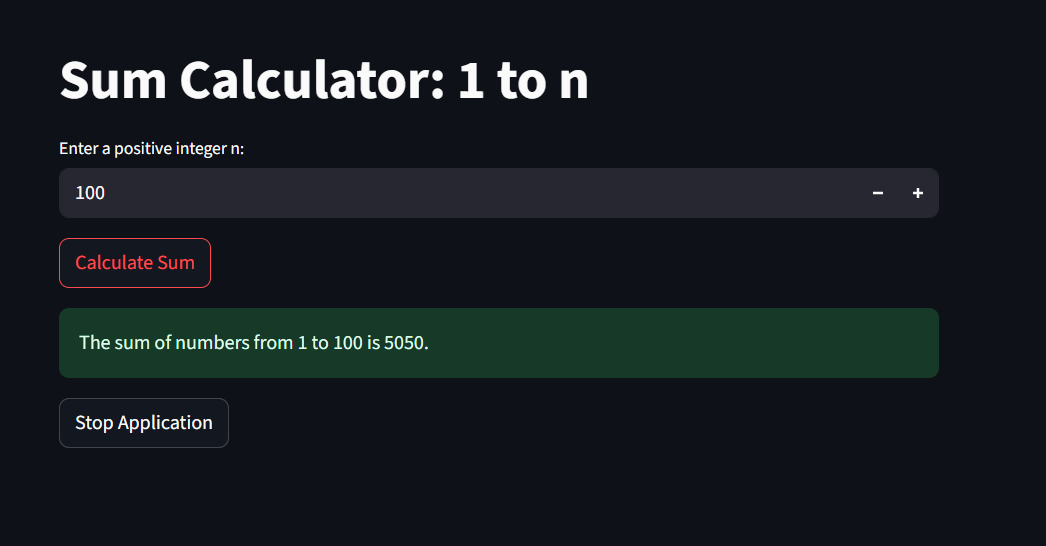 Sum Calculator: 1 to n
Enter a positive integer n:
100 − +
Calculate Sum
The sum of numbers from 1 to 100 is 5050.
Stop Application